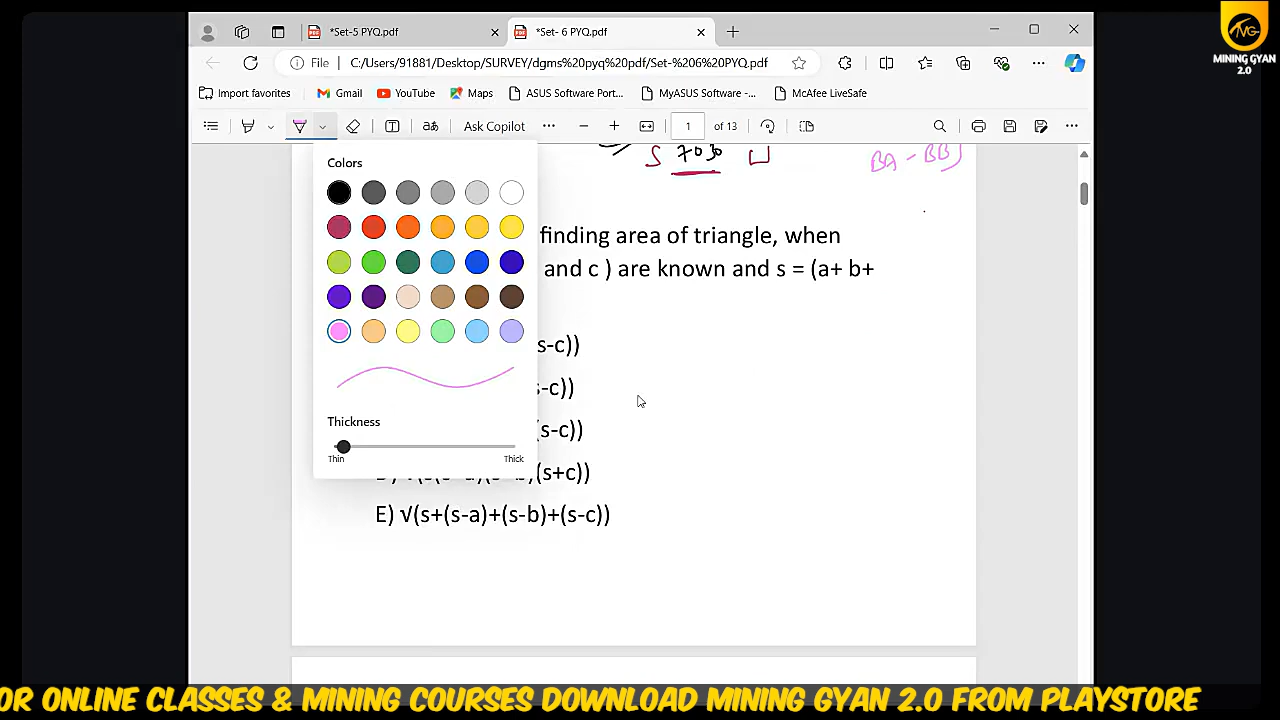 *Set-5 PYQ.pdf
*Set- 6 PYQ.pdf
MINING GYAN
2.0
File C:/Users/91881/Desktop/SURVEY/dgms%20pyq%20pdf/Set-%206%20PYQ.pdf
Import favorites Gmail YouTube Maps ASUS Software Port... MyASUS Software -... McAfee LiveSafe
Ask Copilot 1 of 13
Colors
S 7030
BA - BB
finding area of triangle, when
and c ) are known and s = (a+ b+
s-c))
s-c))
(s-c))
(s+c))
E) √(s+(s-a)+(s-b)+(s-c))
Thickness
Thin Thick
OR ONLINE CLASSES & MINING COURSES DOWNLOAD MINING GYAN 2.0 FROM PLAYSTORE